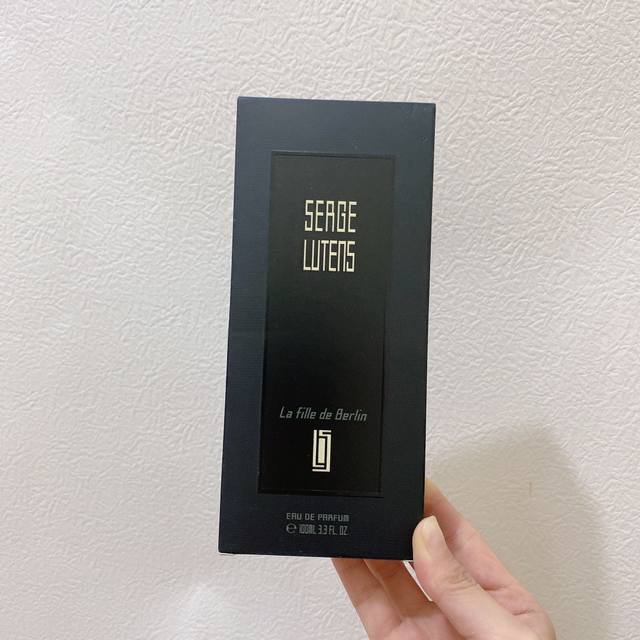 SERGE
LUTENS
La fille de Berlin
EAU DE PARFUM
℮ 100ML 3.3 FL. OZ.